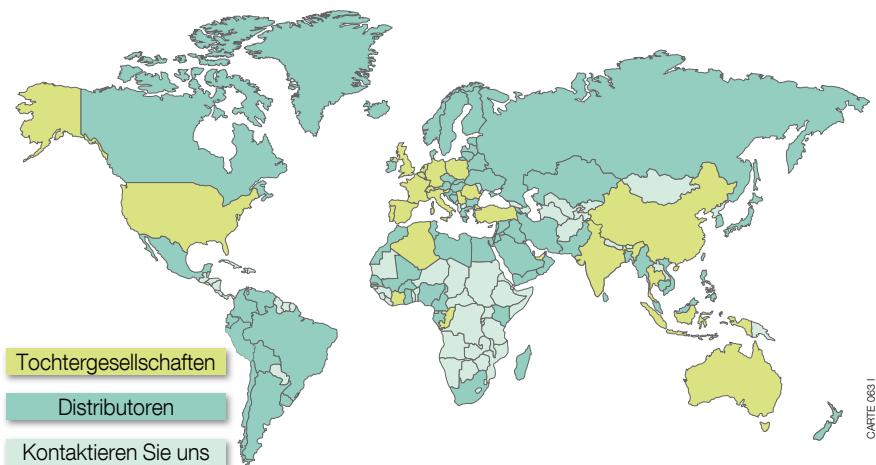 Tochtergesellschaften
Distributoren
Kontaktieren Sie uns
CARTE 063 I